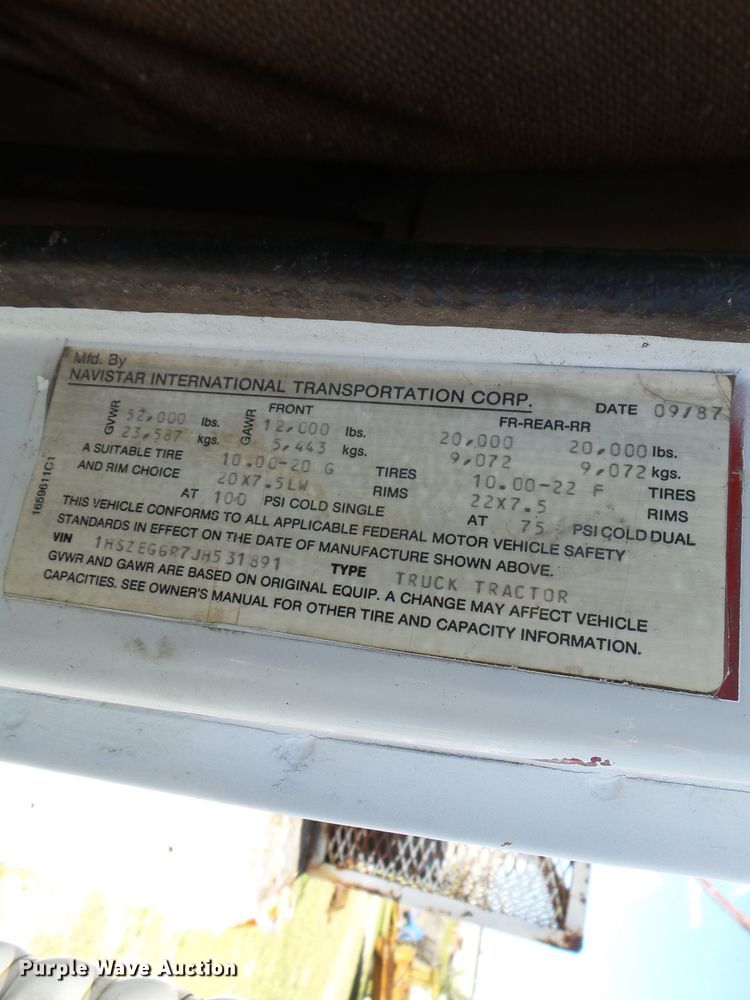 Mfd. By
NAVISTAR INTERNATIONAL TRANSPORTATION CORP. DATE 09/87
GVWR 52,000 lbs. GAWR FRONT 12,000 lbs. FR-REAR-RR 20,000 20,000 lbs.
23,587 kgs. 5,443 kgs. 9,072 9,072 kgs.
A SUITABLE TIRE 10.00-20 G TIRES 10.00-22 F TIRES
AND RIM CHOICE 20X7.5LW RIMS 22X7.5 RIMS
AT 100 PSI COLD SINGLE AT 75 PSI COLD DUAL
THIS VEHICLE CONFORMS TO ALL APPLICABLE FEDERAL MOTOR VEHICLE SAFETY
STANDARDS IN EFFECT ON THE DATE OF MANUFACTURE SHOWN ABOVE.
VIN 1HSZEGGR7JH531891 TYPE TRUCK TRACTOR
GVWR AND GAWR ARE BASED ON ORIGINAL EQUIP. A CHANGE MAY AFFECT VEHICLE
CAPACITIES. SEE OWNER'S MANUAL FOR OTHER TIRE AND CAPACITY INFORMATION.
1659611C1
Purple Wave Auction